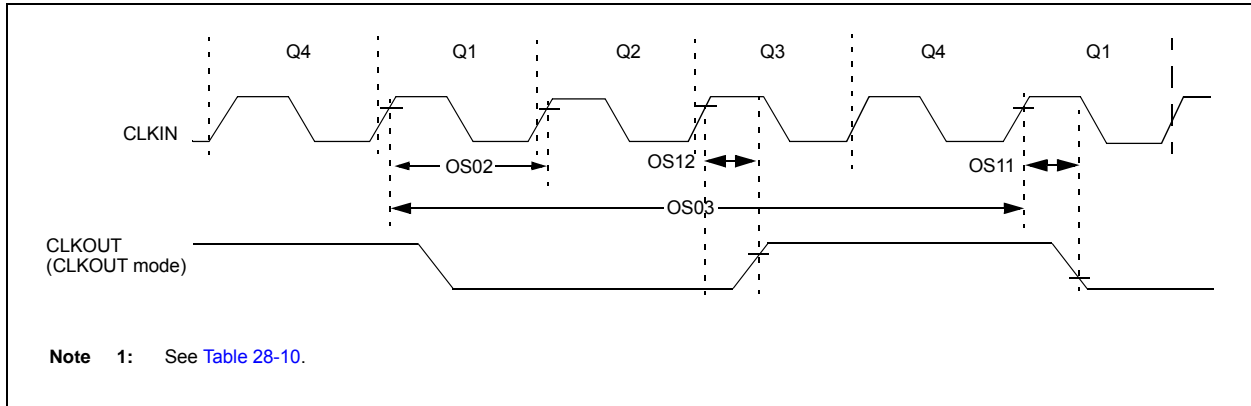 Q4 Q1 Q2 Q3 Q4 Q1
CLKIN
OS02 OS12 OS11
OS03
CLKOUT
(CLKOUT mode)
Note 1: See Table 28-10.